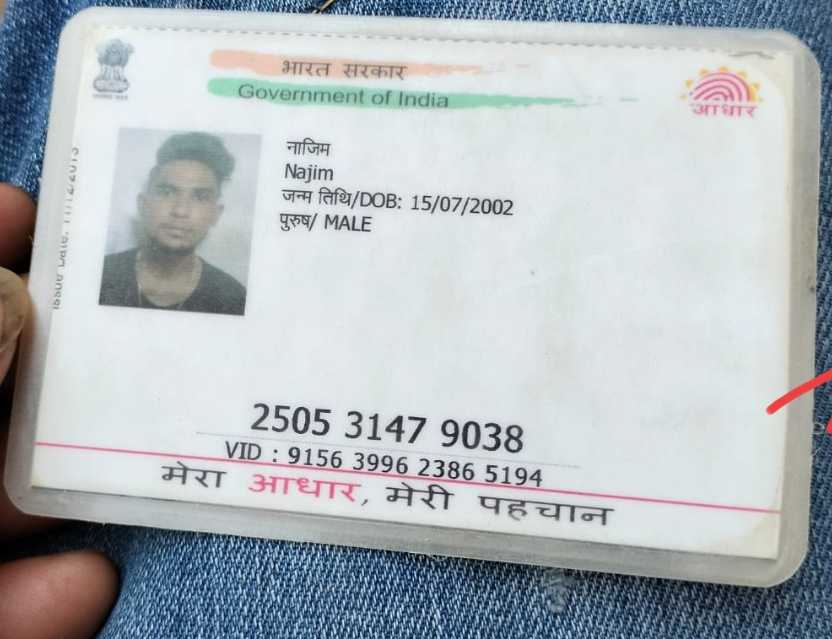 भारत सरकार
Government of India
आधार
नाजिम
Najim
जन्म तिथि/DOB: 15/07/2002
पुरुष/ MALE
Issue Date: 11/12/2013
2505 3147 9038
VID : 9156 3996 2386 5194
मेरा आधार, मेरी पहचान